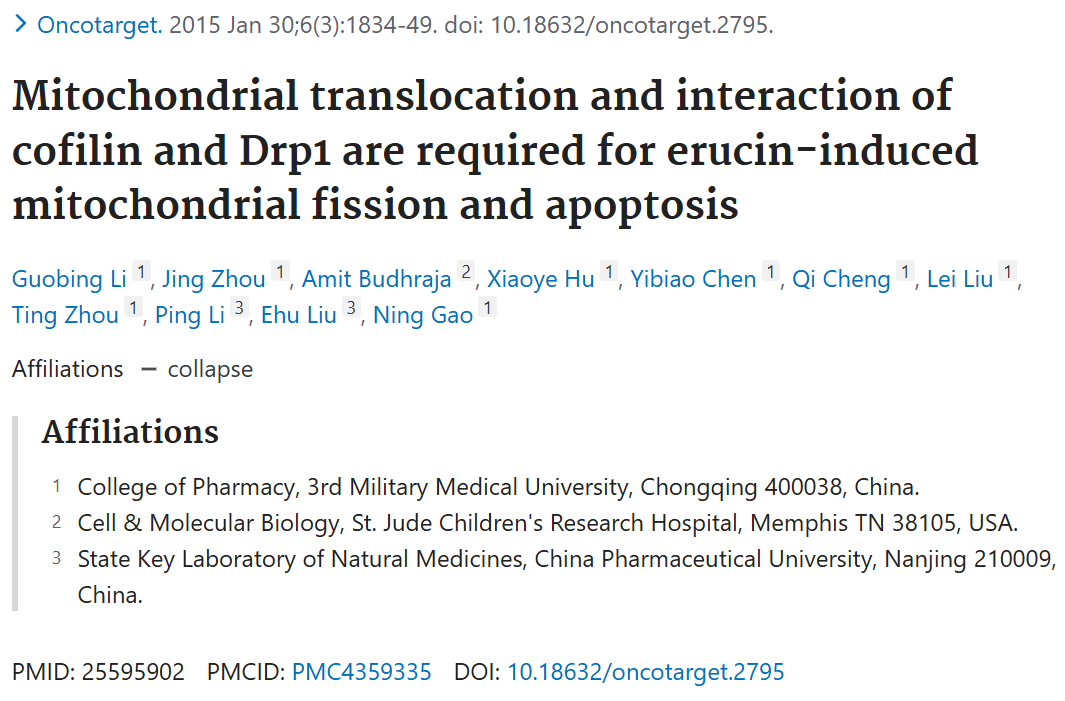 > Oncotarget. 2015 Jan 30;6(3):1834-49. doi: 10.18632/oncotarget.2795.
Mitochondrial translocation and interaction of
cofilin and Drp1 are required for erucin-induced
mitochondrial fission and apoptosis
Guobing Li 1, Jing Zhou 1, Amit Budhraja 2, Xiaoye Hu 1, Yibiao Chen 1, Qi Cheng 1, Lei Liu 1,
Ting Zhou 1, Ping Li 3, Ehu Liu 3, Ning Gao 1
Affiliations – collapse
Affiliations
1 College of Pharmacy, 3rd Military Medical University, Chongqing 400038, China.
2 Cell & Molecular Biology, St. Jude Children's Research Hospital, Memphis TN 38105, USA.
3 State Key Laboratory of Natural Medicines, China Pharmaceutical University, Nanjing 210009,
China.
PMID: 25595902 PMCID: PMC4359335 DOI: 10.18632/oncotarget.2795